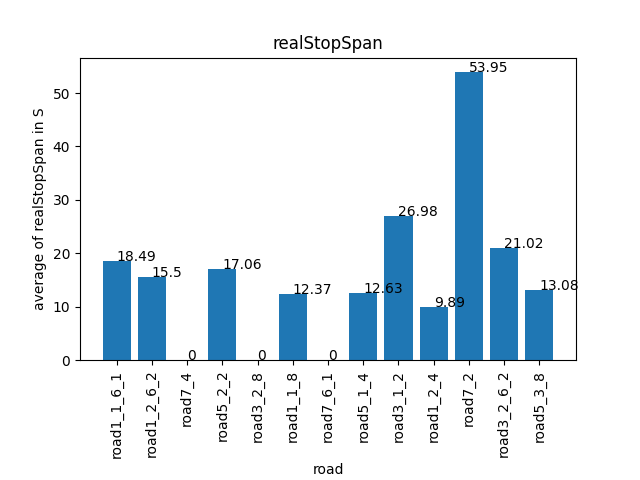 realStopSpan
average of realStopSpan in S
50
40
30
20
10
0
18.49
15.5
0
17.06
0
12.37
0
12.63
26.98
9.89
53.95
21.02
13.08
road1_1_6_1
road1_2_6_2
road7_4
road5_2_2
road3_2_8
road1_1_8
road7_6_1
road5_1_4
road3_1_2
road1_2_4
road7_2
road3_2_6_2
road5_3_8
road